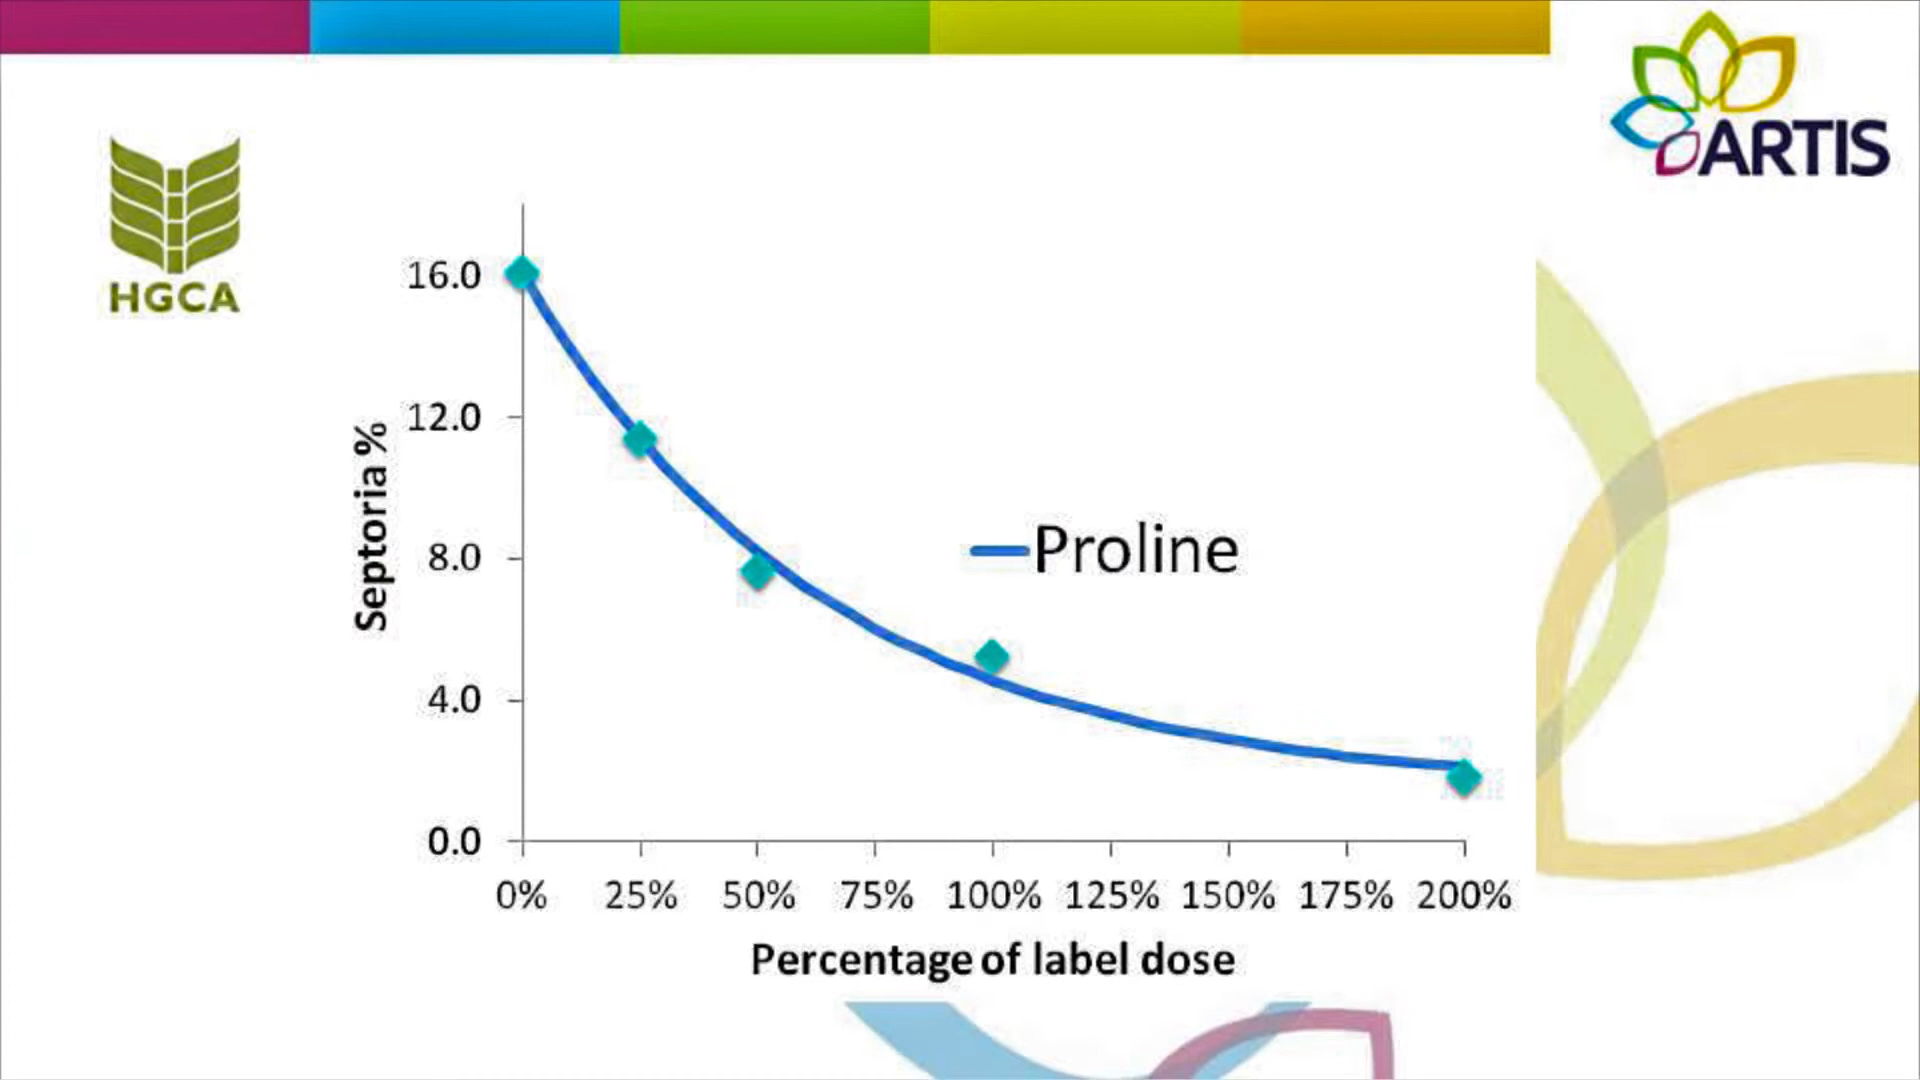 ARTIS
HGCA
16.0
12.0
8.0
4.0
0.0
Septoria %
Proline
0% 25% 50% 75% 100% 125% 150% 175% 200%
Percentage of label dose